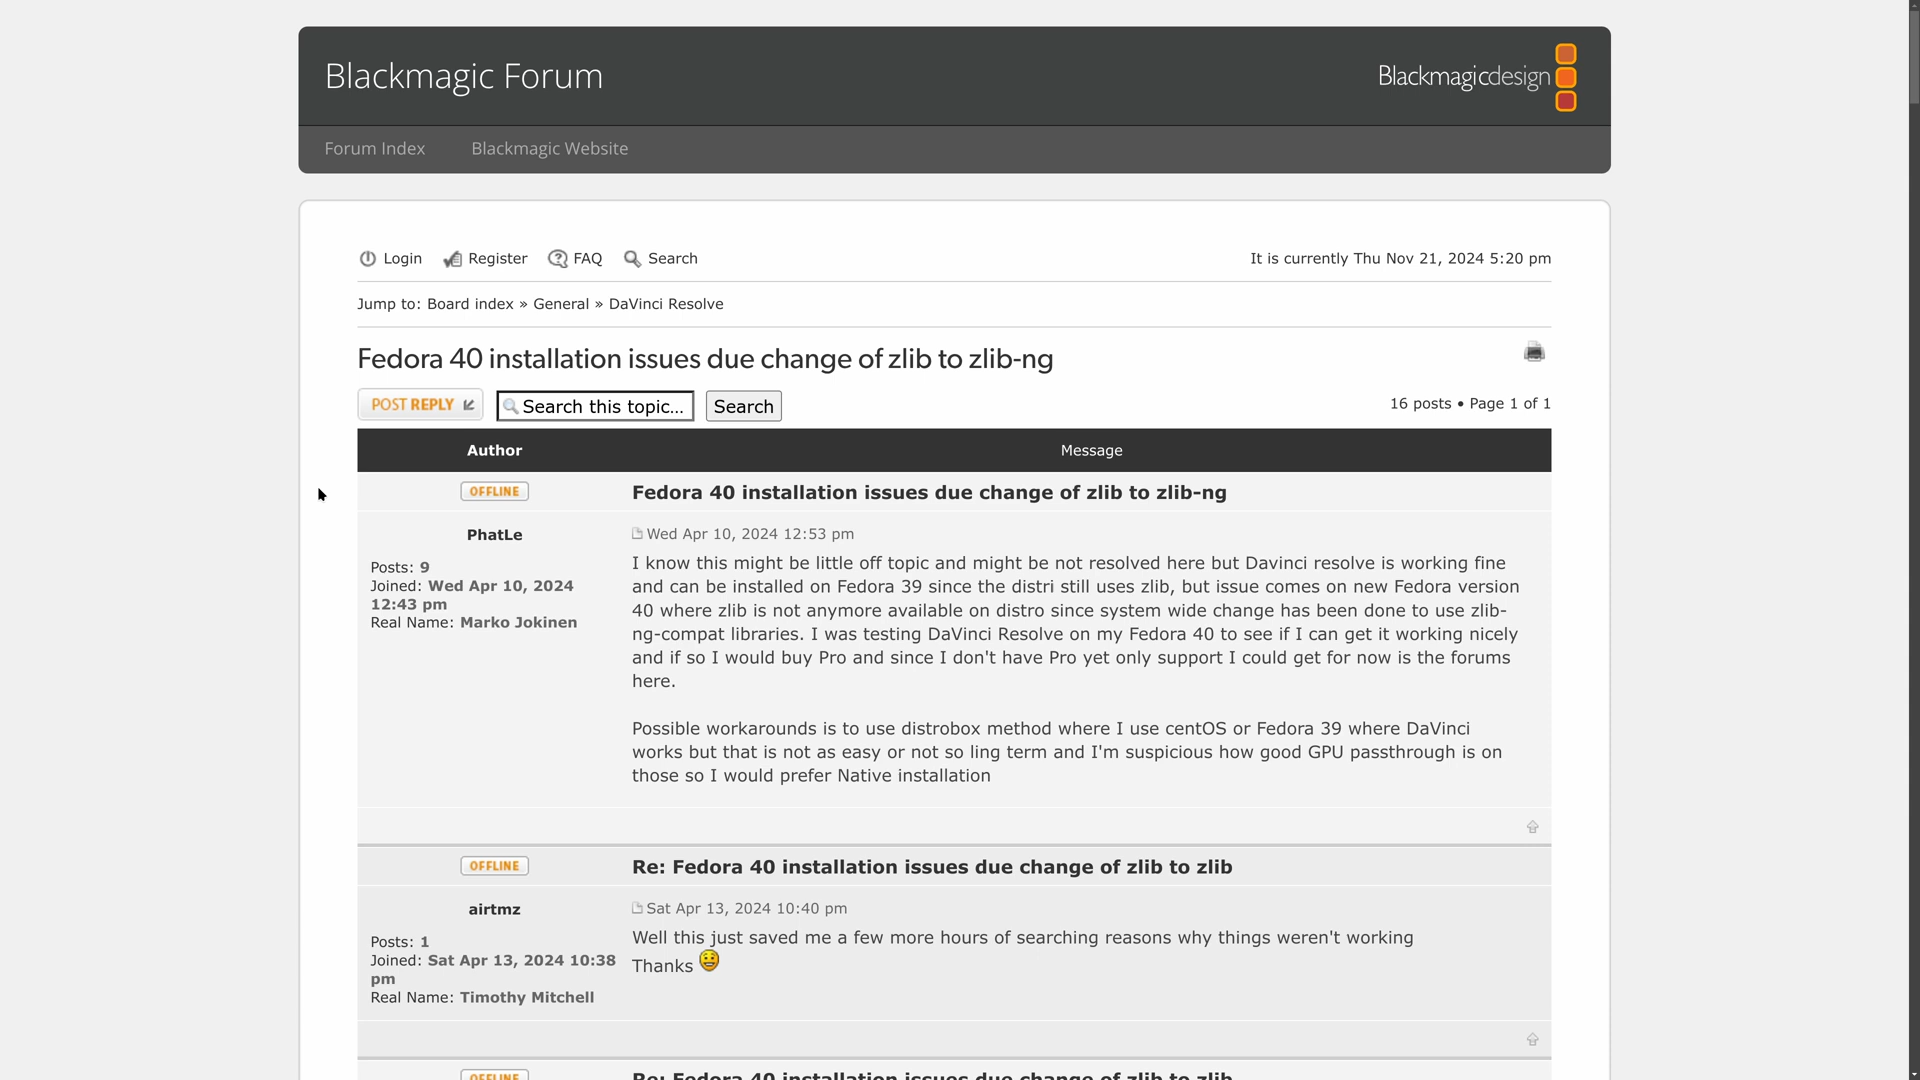 Blackmagic Forum
Blackmagicdesign
Forum Index Blackmagic Website
Login Register FAQ Search
It is currently Thu Nov 21, 2024 5:20 pm
Jump to: Board index » General » DaVinci Resolve
Fedora 40 installation issues due change of zlib to zlib-ng
POST REPLY Search this topic... Search
16 posts • Page 1 of 1
Author Message
OFFLINE
Fedora 40 installation issues due change of zlib to zlib-ng
PhatLe
Posts: 9
Joined: Wed Apr 10, 2024
12:43 pm
Real Name: Marko Jokinen
Wed Apr 10, 2024 12:53 pm
I know this might be little off topic and might be not resolved here but Davinci resolve is working fine
and can be installed on Fedora 39 since the distri still uses zlib, but issue comes on new Fedora version
40 where zlib is not anymore available on distro since system wide change has been done to use zlib-
ng-compat libraries. I was testing DaVinci Resolve on my Fedora 40 to see if I can get it working nicely
and if so I would buy Pro and since I don't have Pro yet only support I could get for now is the forums
here.
Possible workarounds is to use distrobox method where I use centOS or Fedora 39 where DaVinci
works but that is not as easy or not so ling term and I'm suspicious how good GPU passthrough is on
those so I would prefer Native installation
OFFLINE
Re: Fedora 40 installation issues due change of zlib to zlib
airtmz
Posts: 1
Joined: Sat Apr 13, 2024 10:38
pm
Real Name: Timothy Mitchell
Sat Apr 13, 2024 10:40 pm
Well this just saved me a few more hours of searching reasons why things weren't working
Thanks
OFFLINE
Re: Fedora 40 installation issues due change of zlib to zlib